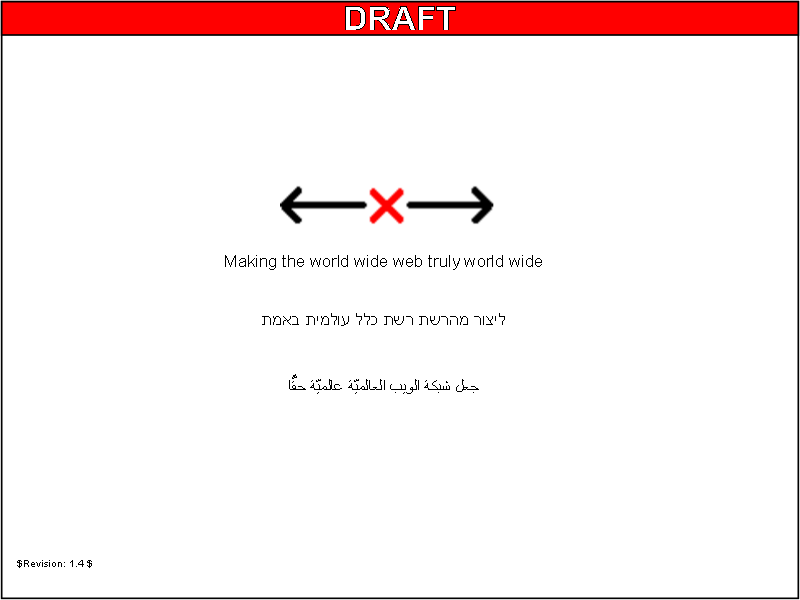 DRAFT
Making the world wide web truly world wide
ליצור מהרשת רשת כלל עולמית באמת
جعل شبكة الويب العالميّة عالميّة حقًّا
$Revision: 1.4 $